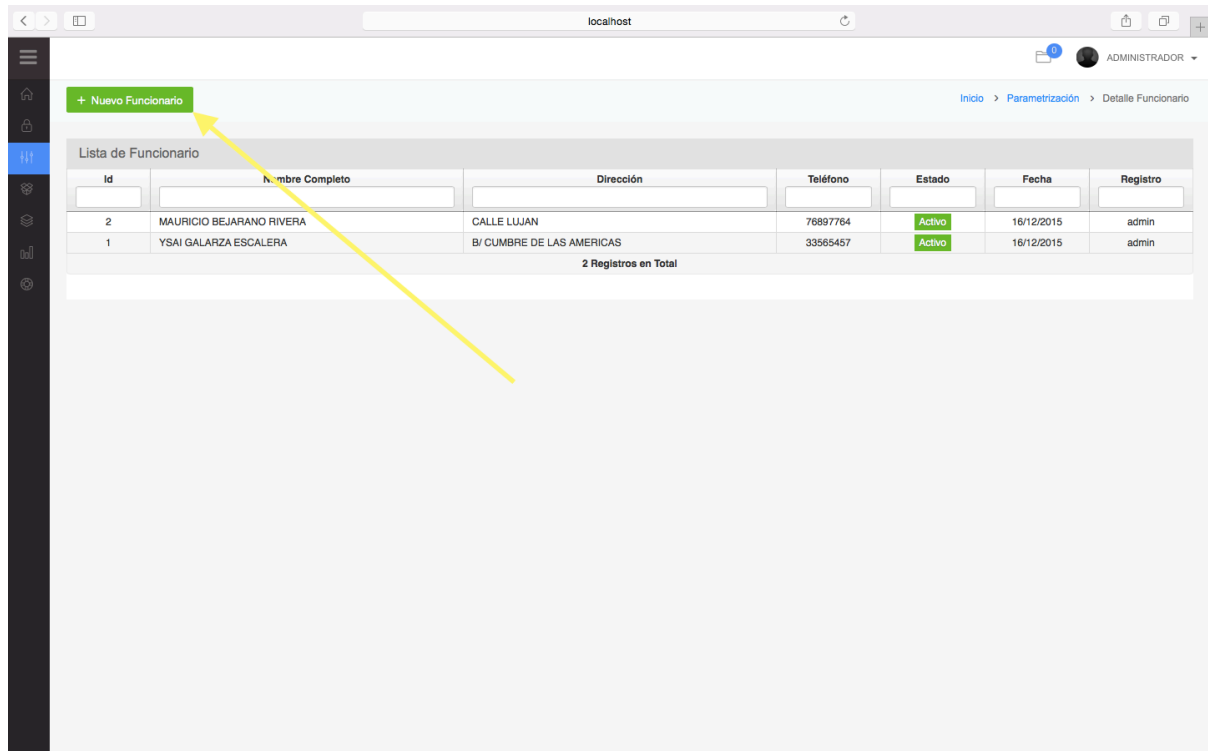 localhost
0
ADMINISTRADOR
+ Nuevo Funcionario
Inicio > Parametrización > Detalle Funcionario
Lista de Funcionario
Id Nombre Completo Dirección Teléfono Estado Fecha Registro
2 MAURICIO BEJARANO RIVERA CALLE LUJAN 76897764 Activo 16/12/2015 admin
1 YSAI GALARZA ESCALERA B/ CUMBRE DE LAS AMERICAS 33565457 Activo 16/12/2015 admin
2 Registros en Total